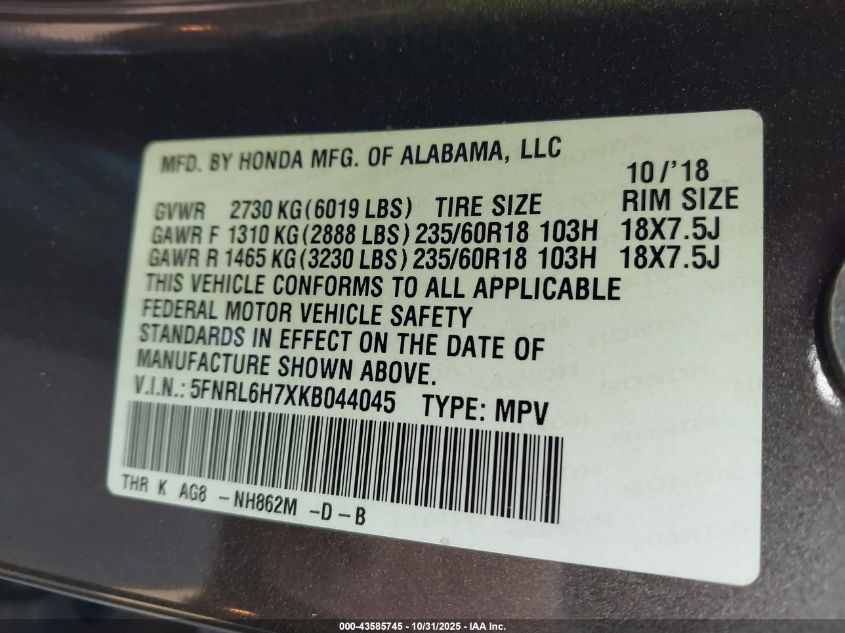 MFD. BY HONDA MFG. OF ALABAMA, LLC
10/'18
GVWR 2730 KG (6019 LBS) TIRE SIZE RIM SIZE
GAWR F 1310 KG (2888 LBS) 235/60R18 103H 18X7.5J
GAWR R 1465 KG (3230 LBS) 235/60R18 103H 18X7.5J
THIS VEHICLE CONFORMS TO ALL APPLICABLE
FEDERAL MOTOR VEHICLE SAFETY
STANDARDS IN EFFECT ON THE DATE OF
MANUFACTURE SHOWN ABOVE.
V.I.N.: 5FNRL6H7XKB044045 TYPE: MPV
THR K AG8 -NH862M -D-B
000-43585745 - 10/31/2025 - IAA Inc.